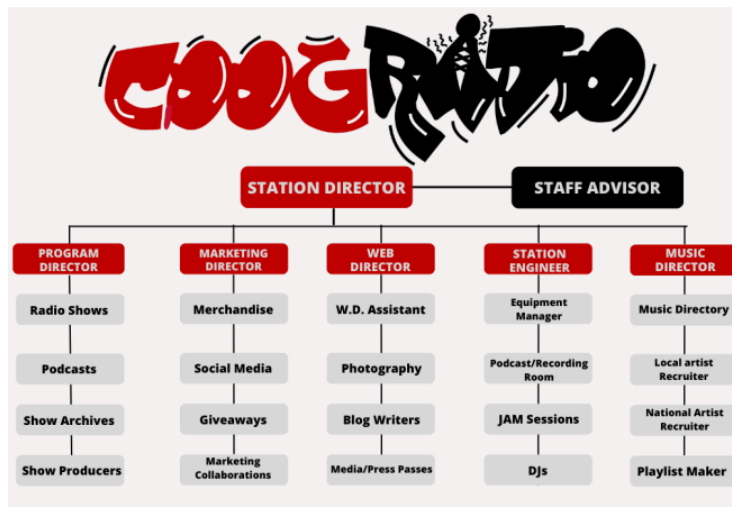 COOG RADIO
STATION DIRECTOR
STAFF ADVISOR
PROGRAM
DIRECTOR
Radio Shows
Podcasts
Show Archives
Show Producers
MARKETING
DIRECTOR
Merchandise
Social Media
Giveaways
Marketing
Collaborations
WEB
DIRECTOR
W.D. Assistant
Photography
Blog Writers
Media/Press Passes
STATION
ENGINEER
Equipment
Manager
Podcast/Recording
Room
JAM Sessions
DJs
MUSIC
DIRECTOR
Music Directory
Local artist
Recruiter
National Artist
Recruiter
Playlist Maker